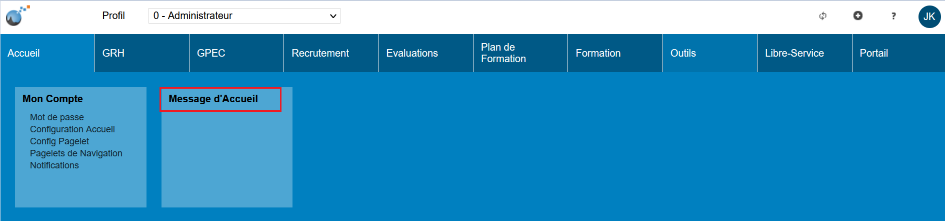 Profil 0 - Administrateur ? JK
Accueil GRH GPEC Recrutement Evaluations Plan de Formation Formation Outils Libre-Service Portail
Mon Compte
Mot de passe
Configuration Accueil
Config Pagelet
Pagelets de Navigation
Notifications
Message d'Accueil